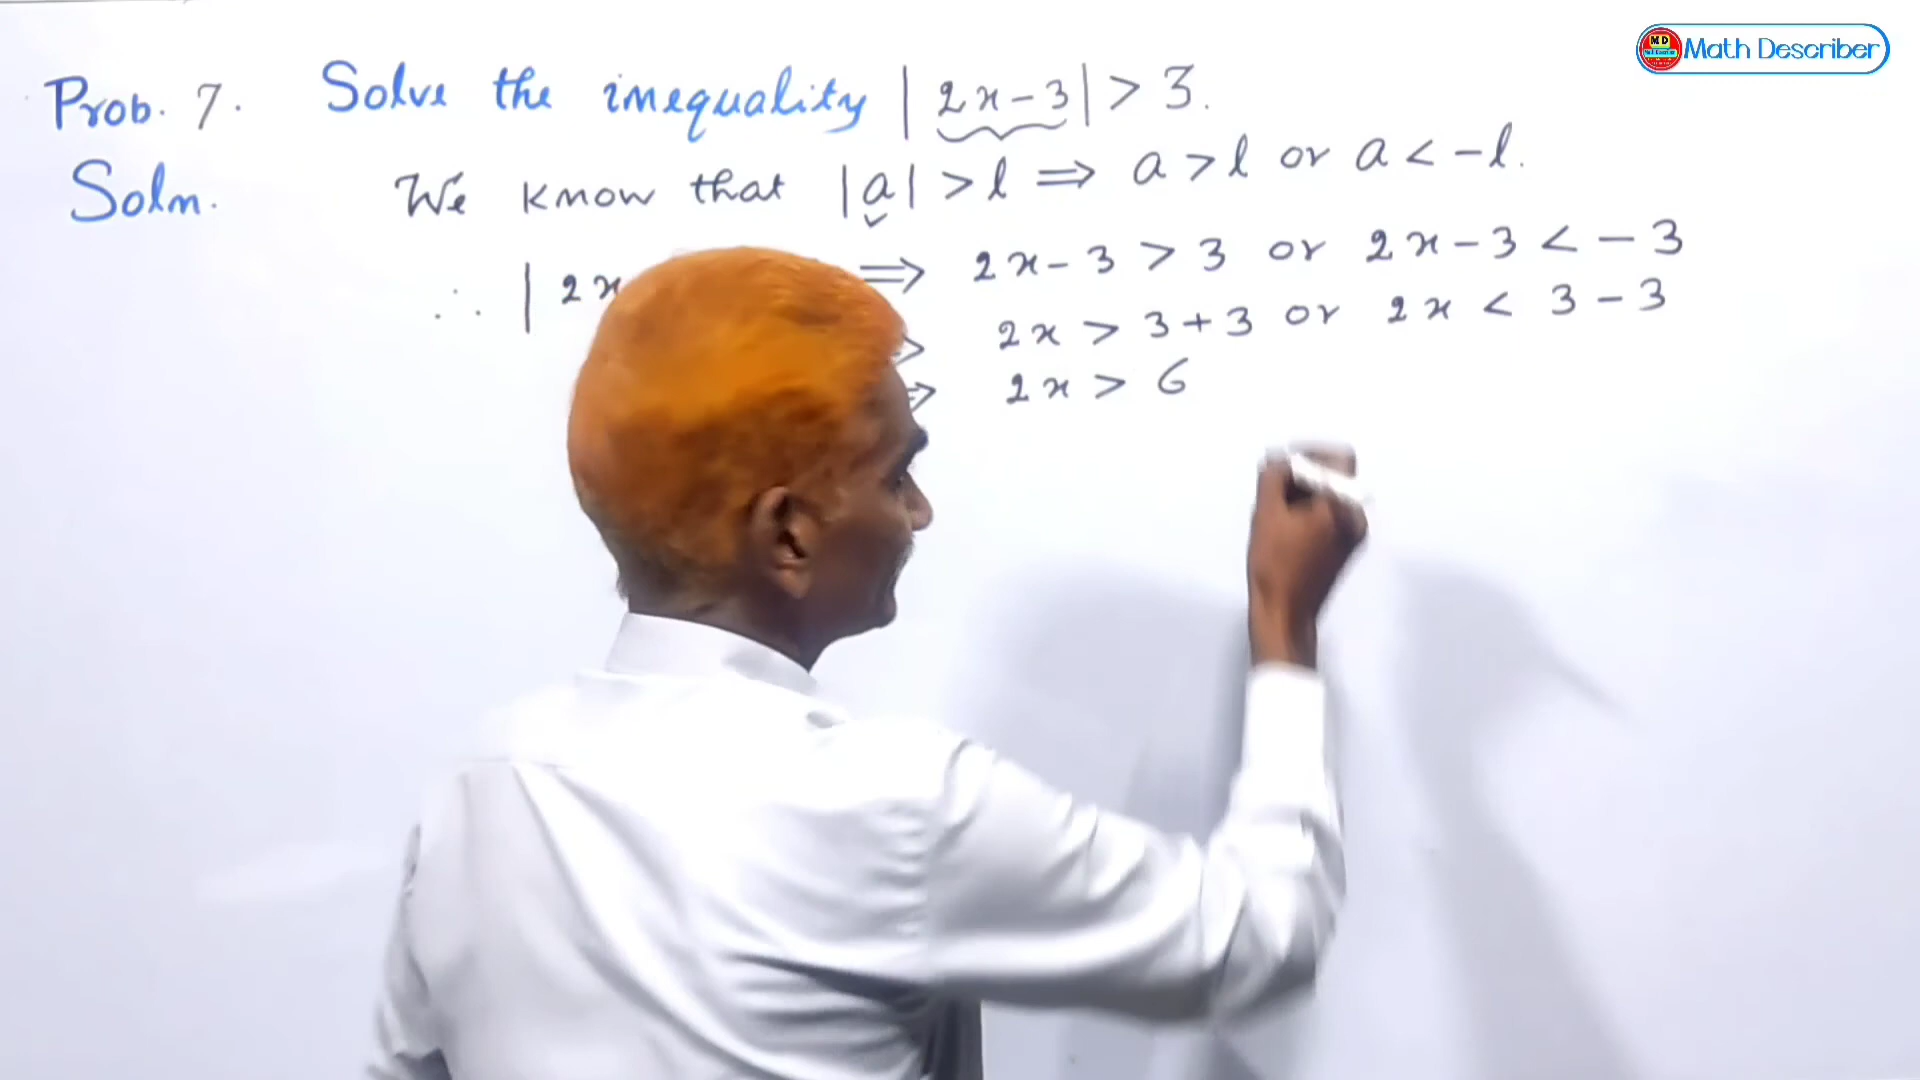 MD Math Describer
Prob. 7. Solve the inequality |2x-3| > 3.
Soln. We know that |a| > l ⇒ a > l or a < -l.
∴ |2x ⇒ 2x-3 > 3 or 2x-3 < -3
⇒ 2x > 3+3 or 2x < 3-3
⇒ 2x > 6